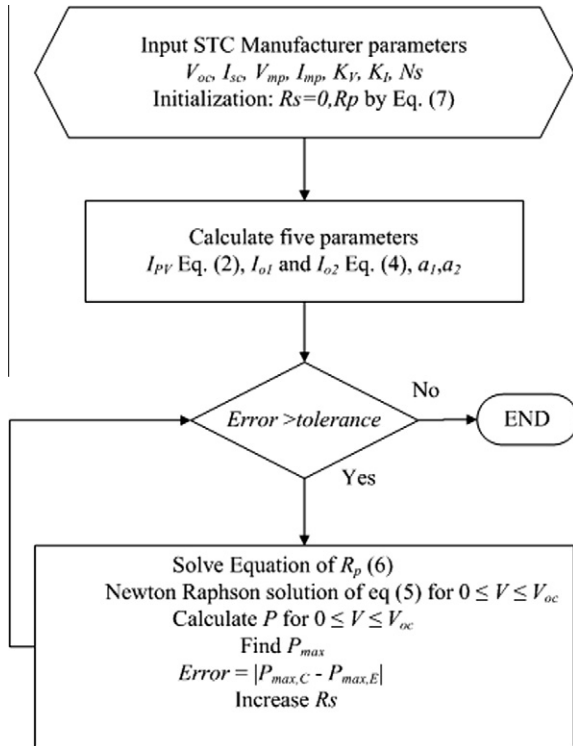 Input STC Manufacturer parameters
Voc, Isc, Vmp, Imp, KV, KI, Ns
Initialization: Rs=0,Rp by Eq. (7)
Calculate five parameters
IPV Eq. (2), Io1 and Io2 Eq. (4), a1,a2
Error >tolerance
No
END
Yes
Solve Equation of Rp (6)
Newton Raphson solution of eq (5) for 0 ≤ V ≤ Voc
Calculate P for 0 ≤ V ≤ Voc
Find Pmax
Error = |Pmax,C - Pmax,E|
Increase Rs